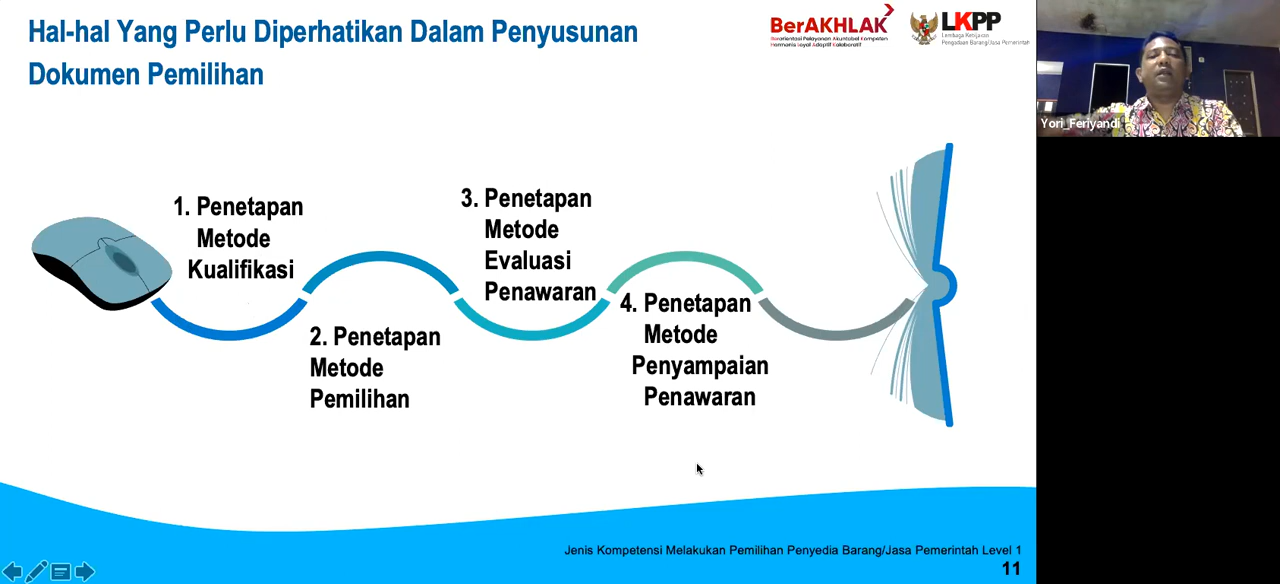 Hal-hal Yang Perlu Diperhatikan Dalam Penyusunan
Dokumen Pemilihan
BerAKHLAK
Berorientasi Pelayanan Akuntabel Kompeten
Harmonis Loyal Adaptif Kolaboratif
LKPP
Lembaga Kebijakan
Pengadaan Barang/Jasa Pemerintah
Yori_Feriyandi
1. Penetapan
Metode
Kualifikasi
2. Penetapan
Metode
Pemilihan
3. Penetapan
Metode
Evaluasi
Penawaran
4. Penetapan
Metode
Penyampaian
Penawaran
Jenis Kompetensi Melakukan Pemilihan Penyedia Barang/Jasa Pemerintah Level 1
11